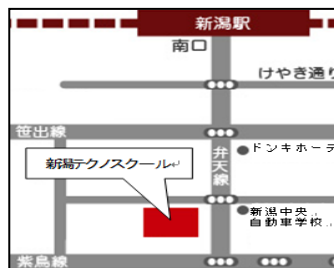 新潟駅
南口
けやき通り
笹出線
弁天線
ドンキホーテ
新潟テクノスクール
新潟中央
自動車学校
紫鳥線